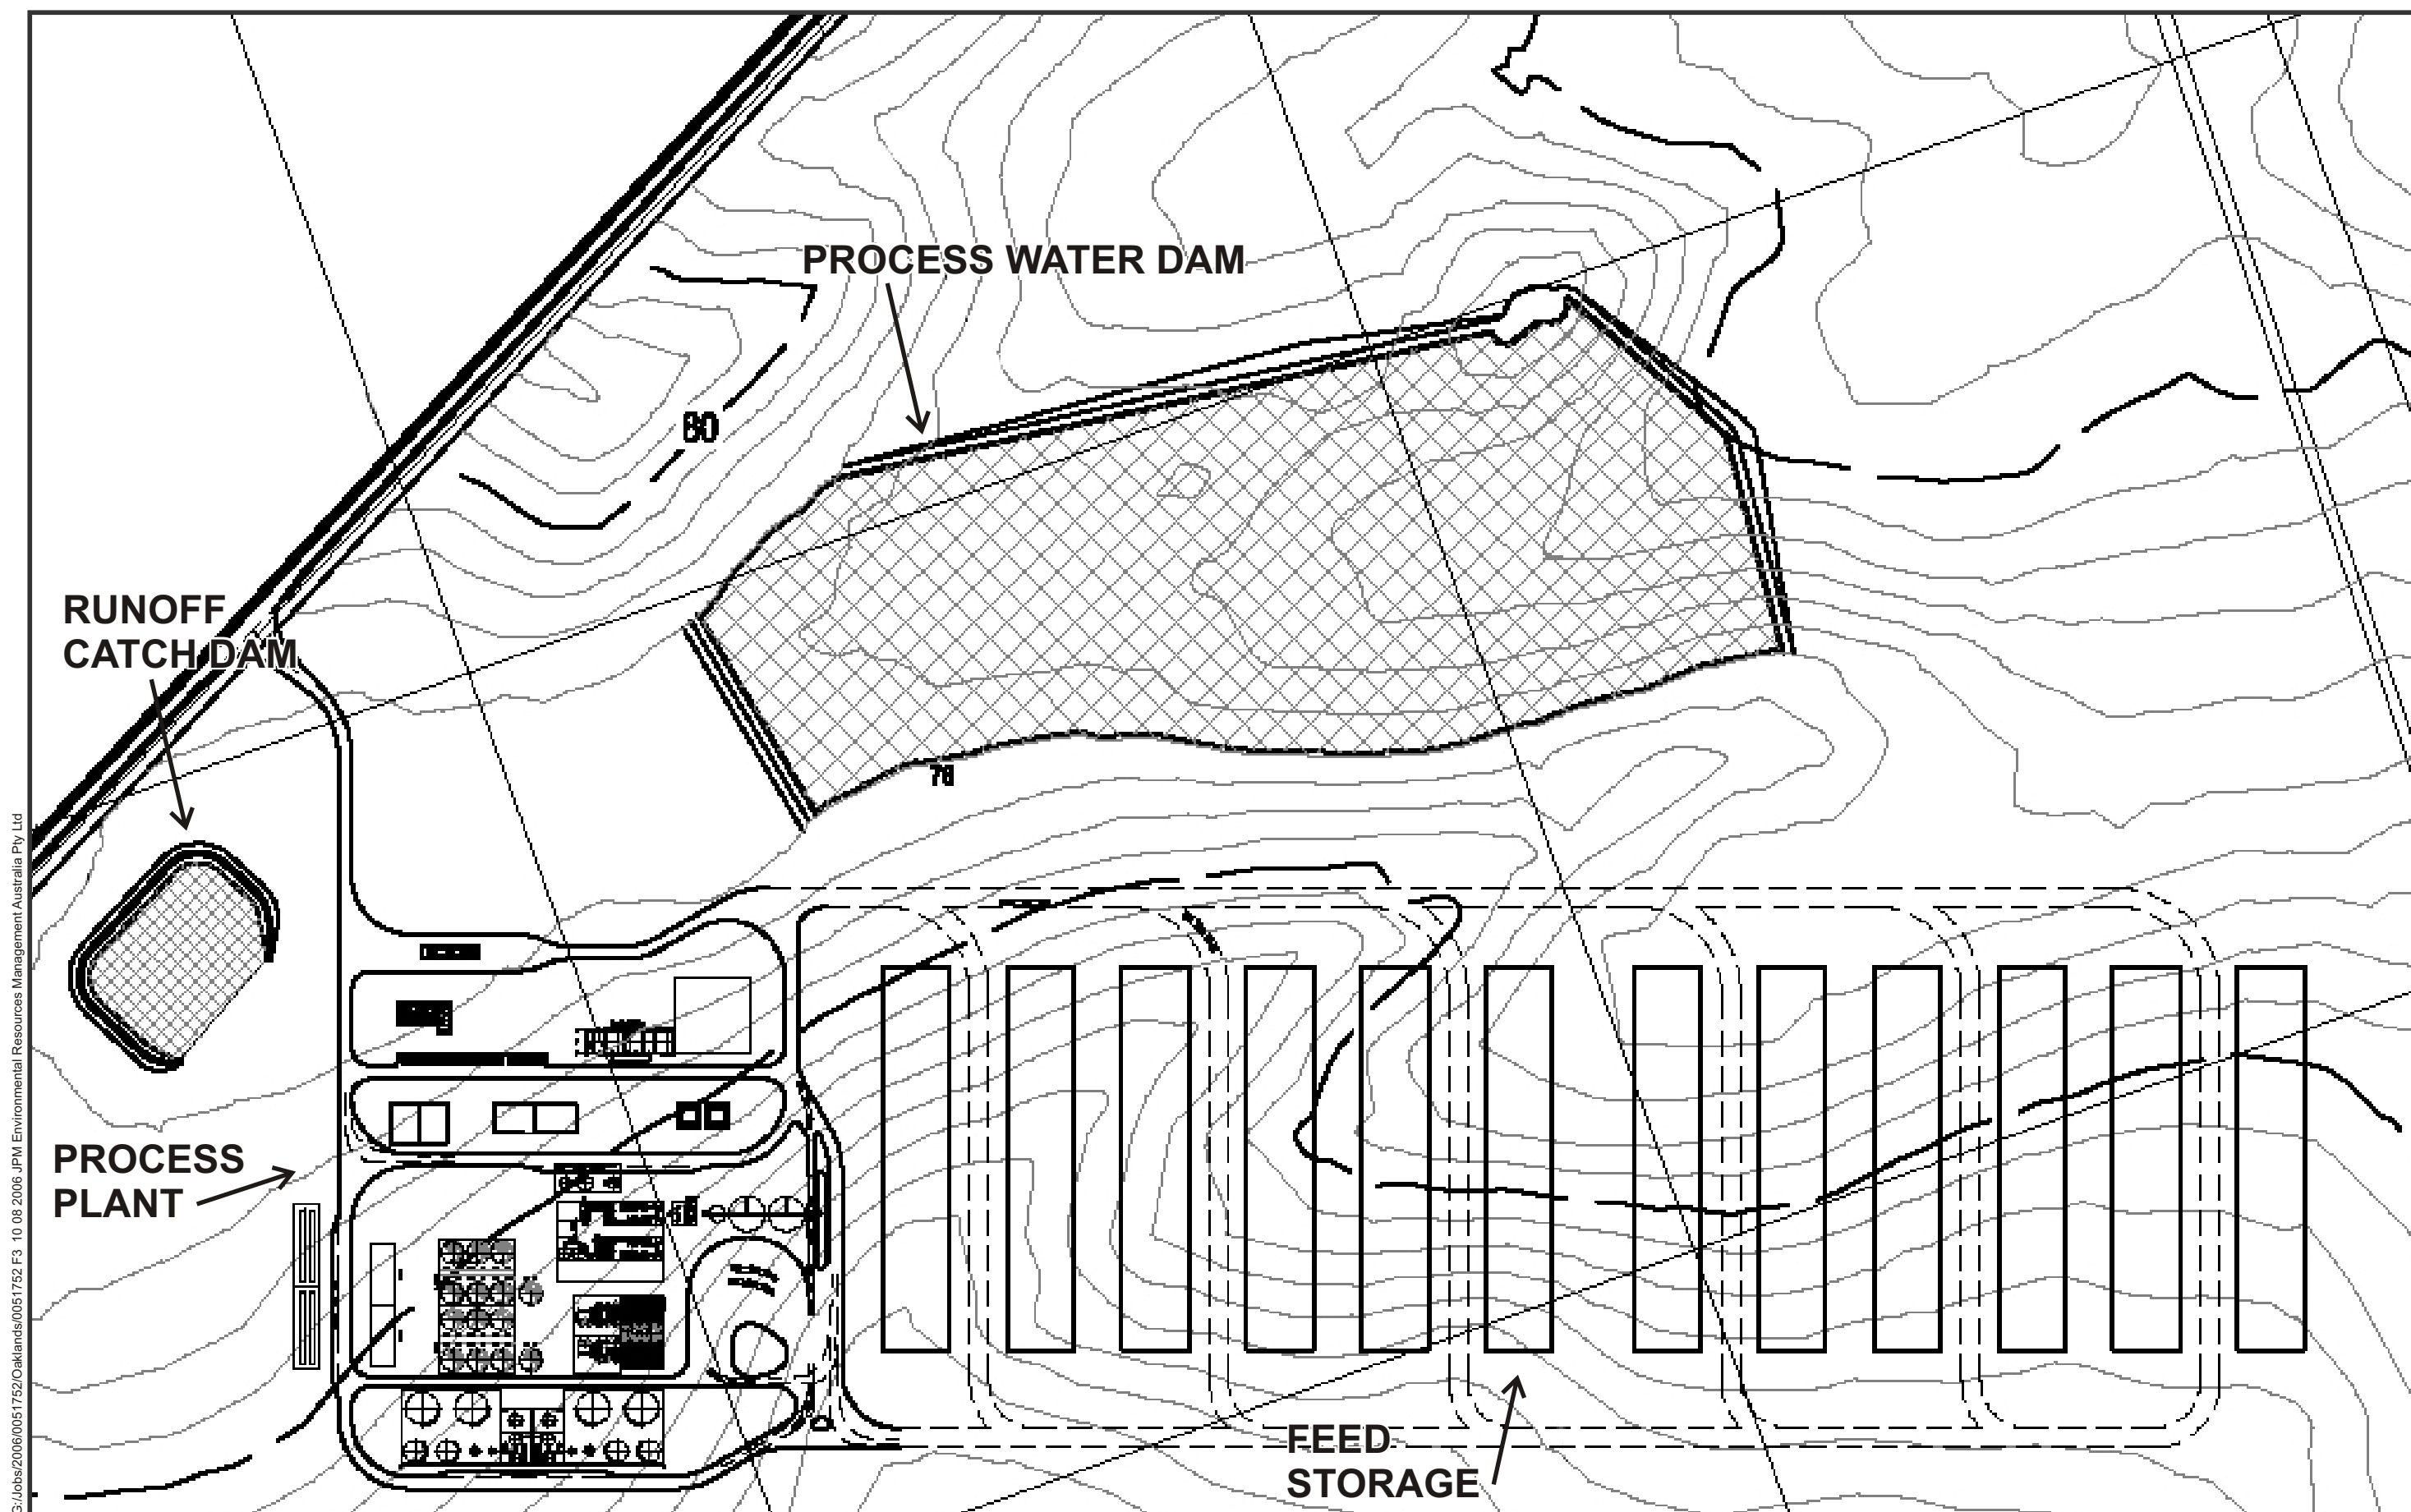 PROCESS WATER DAM
80
RUNOFF
CATCH DAM
78
PROCESS
PLANT
FEED
STORAGE
G:/Jobs/2006/0051752/Oaklands/0051752 F3 10 08 2006 JPM Environmental Resources Management Australia Pty Ltd